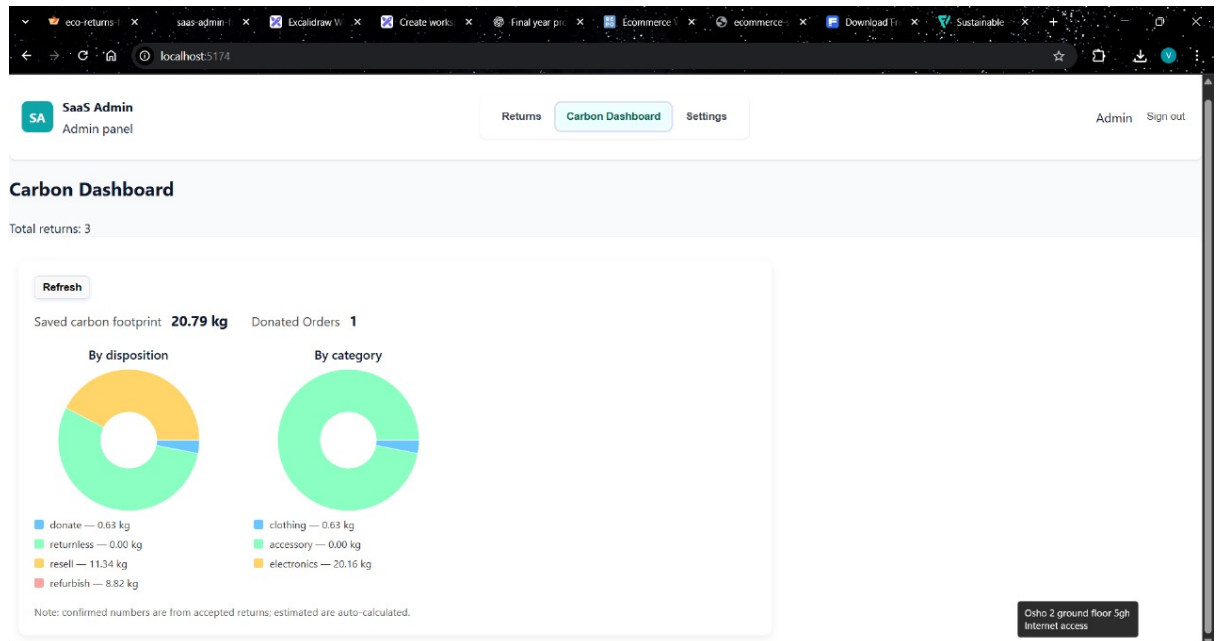 eco-returns-f
saas-admin-f
Excalidraw W
Create works
Final year pro
Ecommerce
ecommerce-s
Download Fr
Sustainable
localhost:5174
V
SA
SaaS Admin
Admin panel
Returns
Carbon Dashboard
Settings
Admin
Sign out
Carbon Dashboard
Total returns: 3
Refresh
Saved carbon footprint 20.79 kg Donated Orders 1
By disposition
By category
donate — 0.63 kg
returnless — 0.00 kg
resell — 11.34 kg
refurbish — 8.82 kg
clothing — 0.63 kg
accessory — 0.00 kg
electronics — 20.16 kg
Note: confirmed numbers are from accepted returns; estimated are auto-calculated.
Osho 2 ground floor 5gh
Internet access